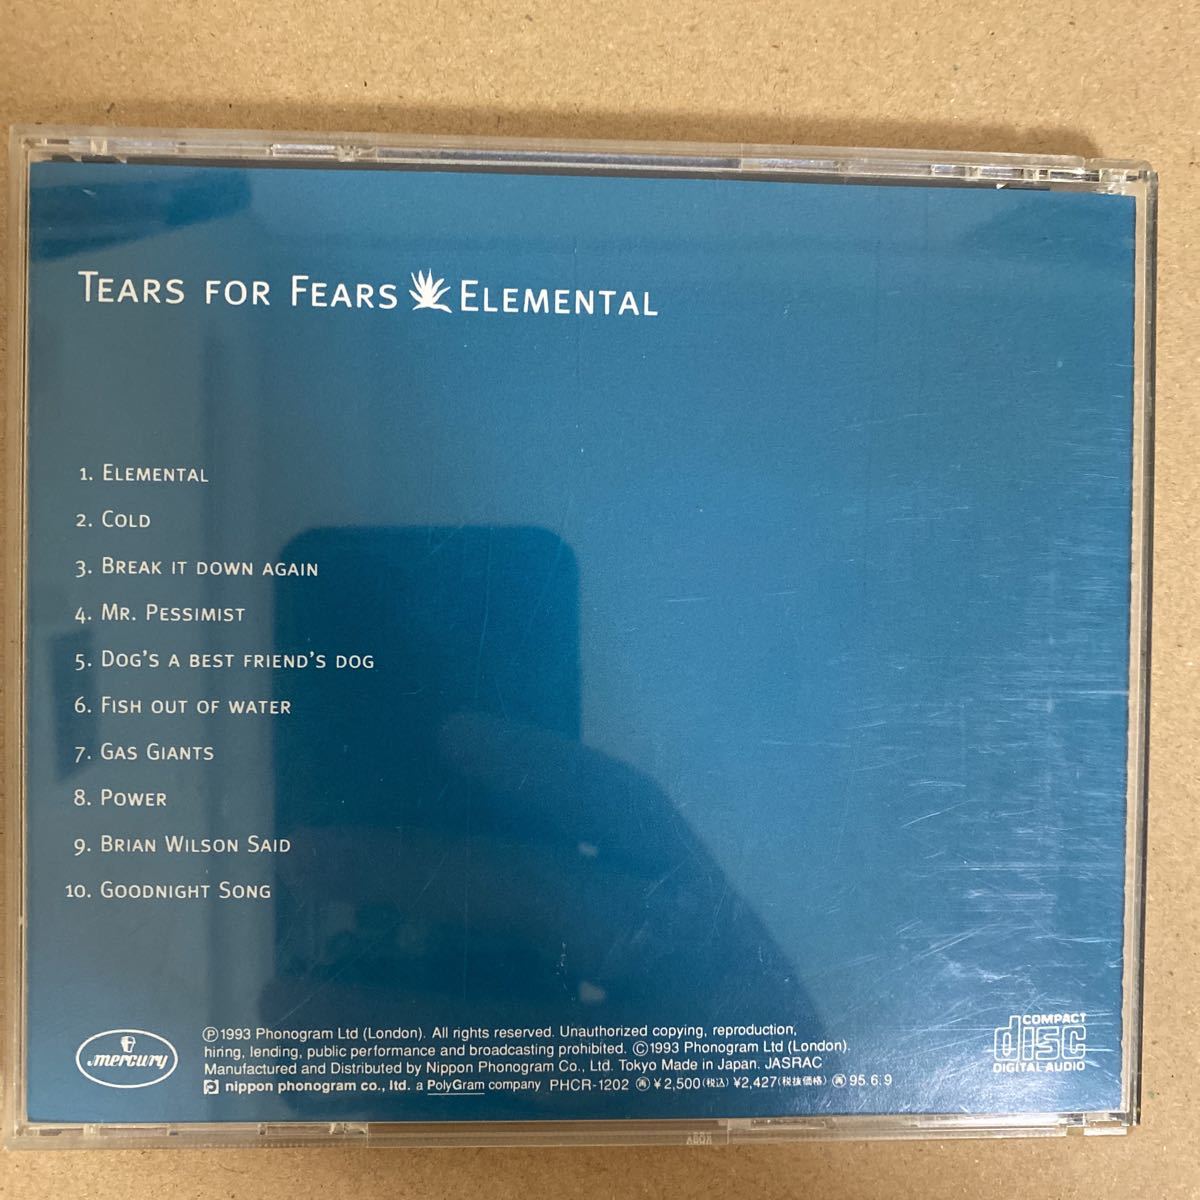 TEARS FOR FEARS ELEMENTAL
1. ELEMENTAL
2. COLD
3. BREAK IT DOWN AGAIN
4. MR. PESSIMIST
5. DOG'S A BEST FRIEND'S DOG
6. FISH OUT OF WATER
7. GAS GIANTS
8. POWER
9. BRIAN WILSON SAID
10. GOODNIGHT SONG
mercury
Ⓟ1993 Phonogram Ltd (London). All rights reserved. Unauthorized copying, reproduction,
hiring, lending, public performance and broadcasting prohibited. ©1993 Phonogram Ltd (London).
Manufactured and Distributed by Nippon Phonogram Co., Ltd. Tokyo Made in Japan. JASRAC
nippon phonogram co., ltd. a PolyGram company PHCR-1202 ㊢¥2,500(税込) ¥2,427(税抜価格) 95.6.9
COMPACT
disc
DIGITAL AUDIO